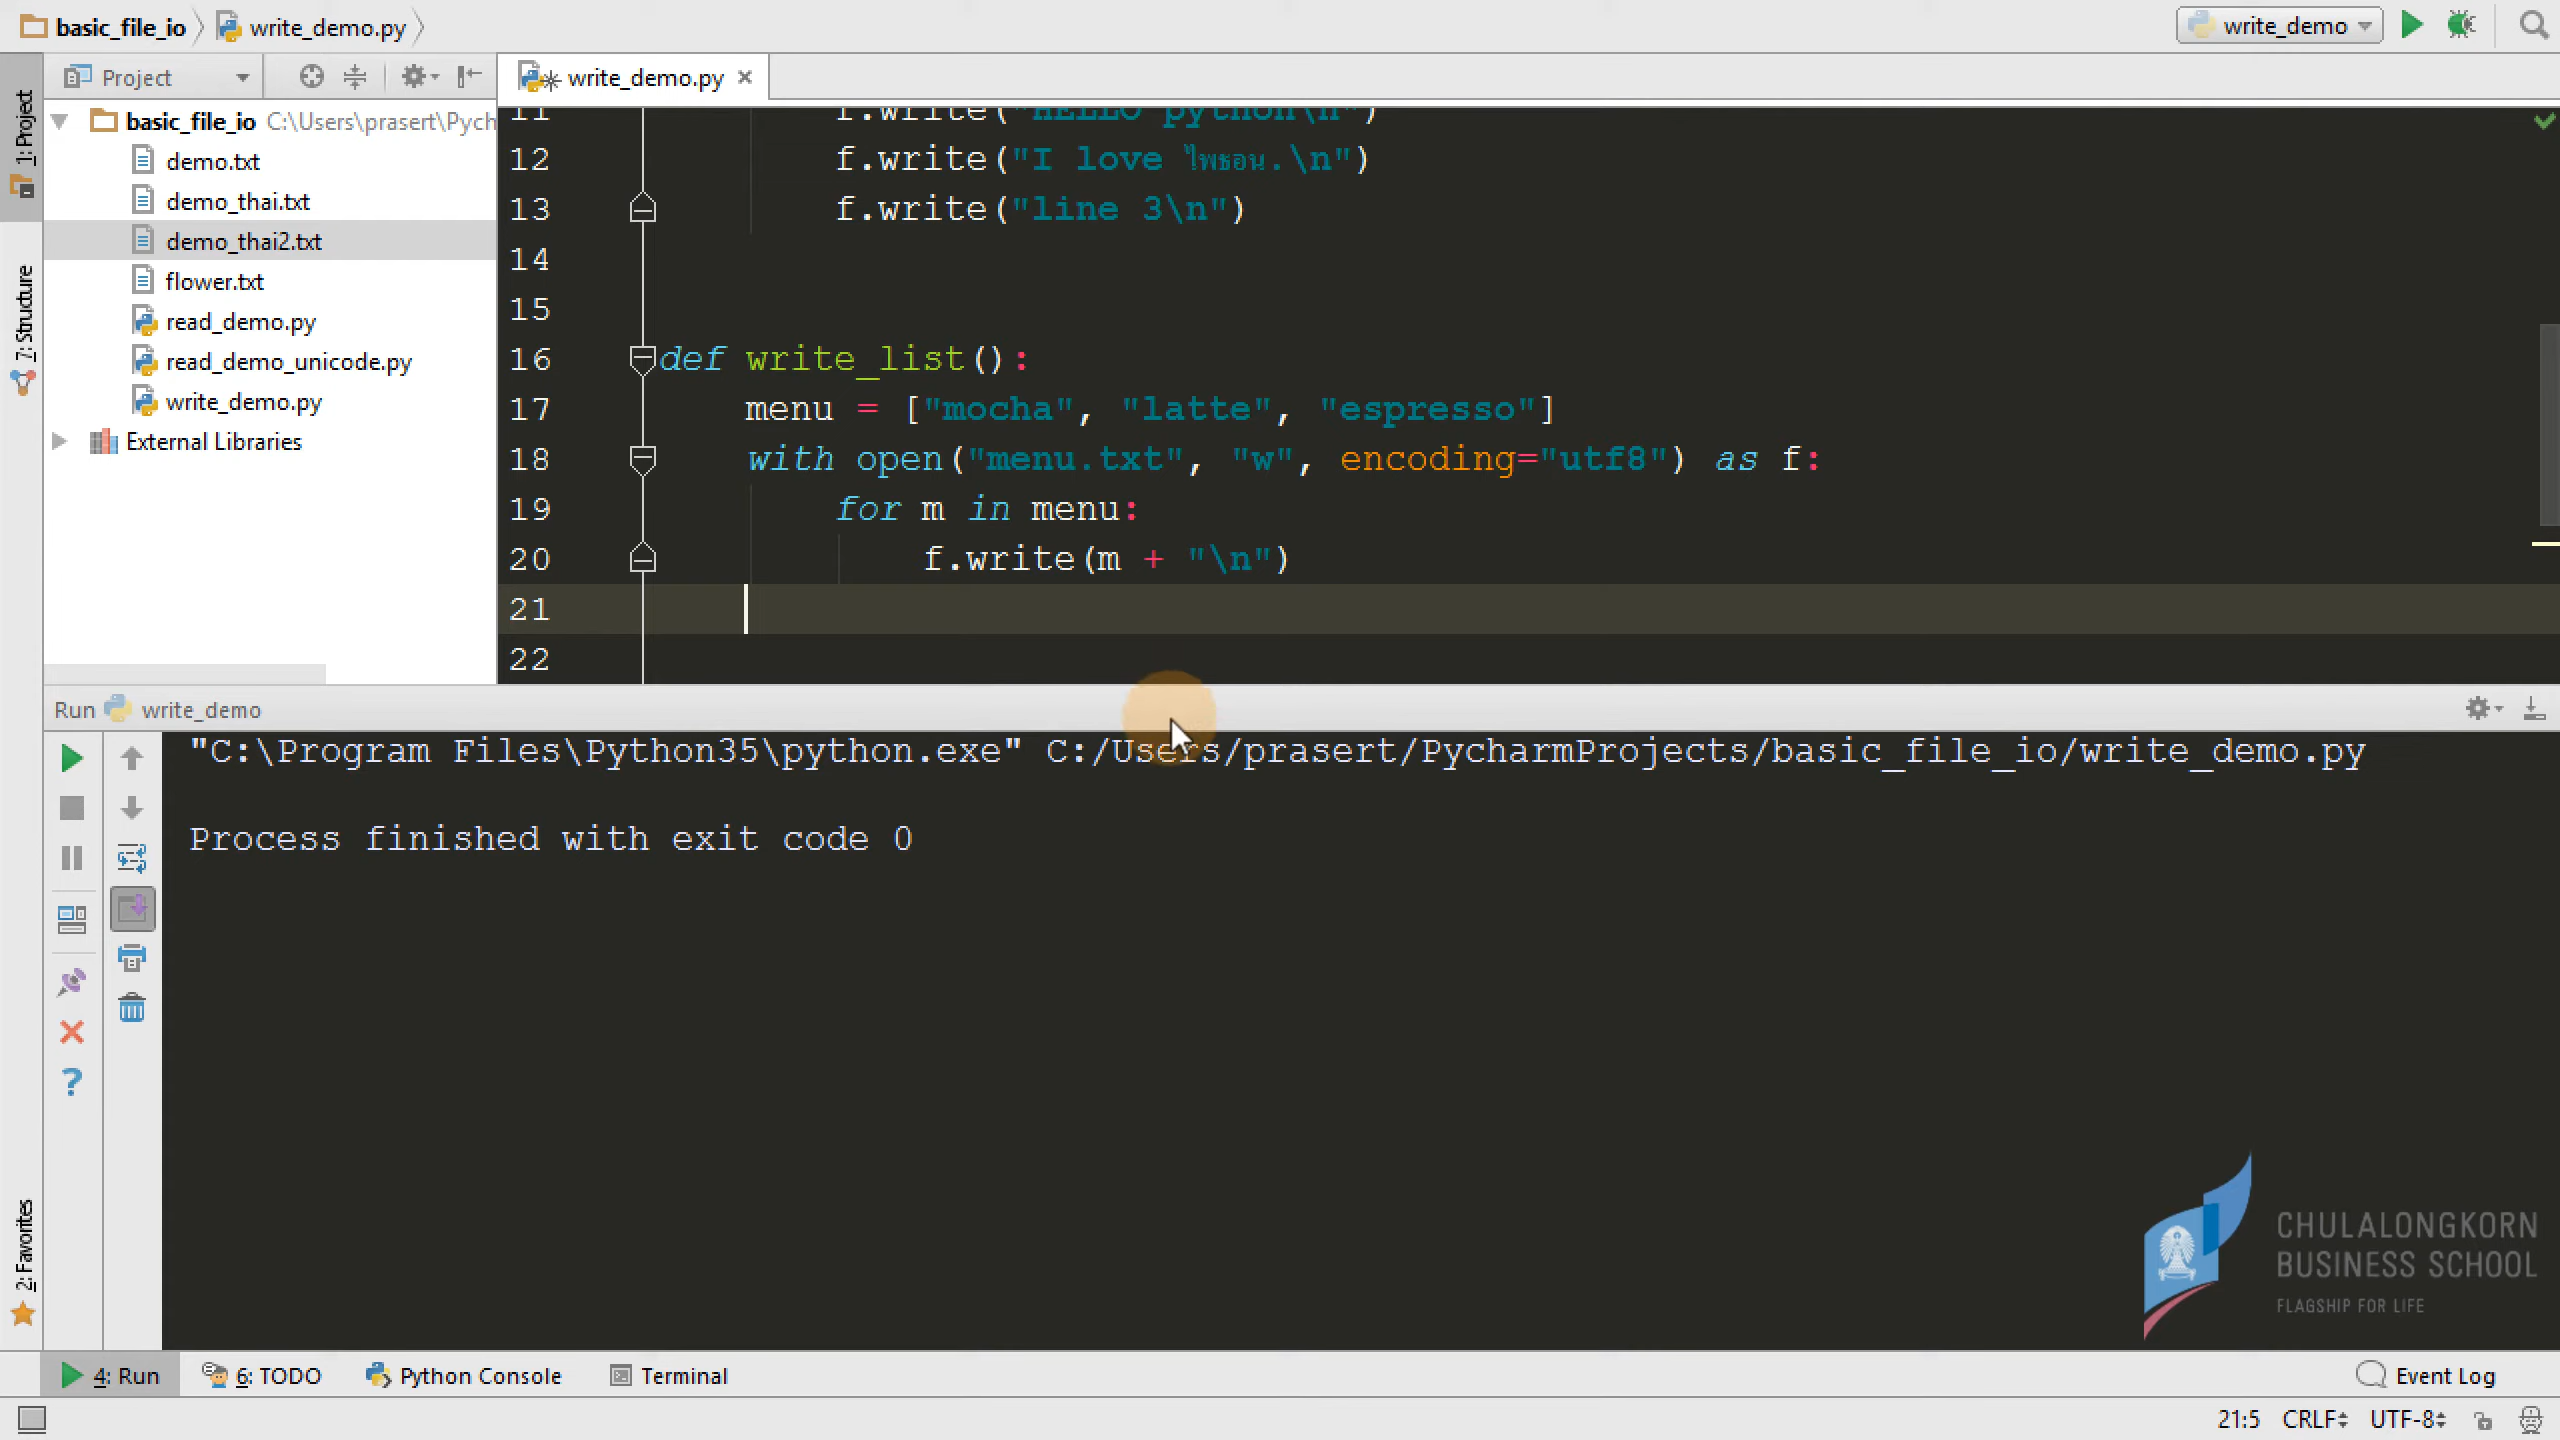 basic_file_io write_demo.py write_demo
1: Project
Project
write_demo.py
basic_file_io C:\Users\prasert\Pych
demo.txt
demo_thai.txt
demo_thai2.txt
flower.txt
read_demo.py
read_demo_unicode.py
write_demo.py
External Libraries
7: Structure
11 f.write("HELLO python\n")
12 f.write("I love ไพธอน.\n")
13 f.write("line 3\n")
14
15
16 def write_list():
17 menu = ["mocha", "latte", "espresso"]
18 with open("menu.txt", "w", encoding="utf8") as f:
19 for m in menu:
20 f.write(m + "\n")
21
22
Run write_demo
"C:\Program Files\Python35\python.exe" C:/Users/prasert/PycharmProjects/basic_file_io/write_demo.py
Process finished with exit code 0
2: Favorites
CHULALONGKORN
BUSINESS SCHOOL
FLAGSHIP FOR LIFE
4: Run 6: TODO Python Console Terminal Event Log
21:5 CRLF UTF-8